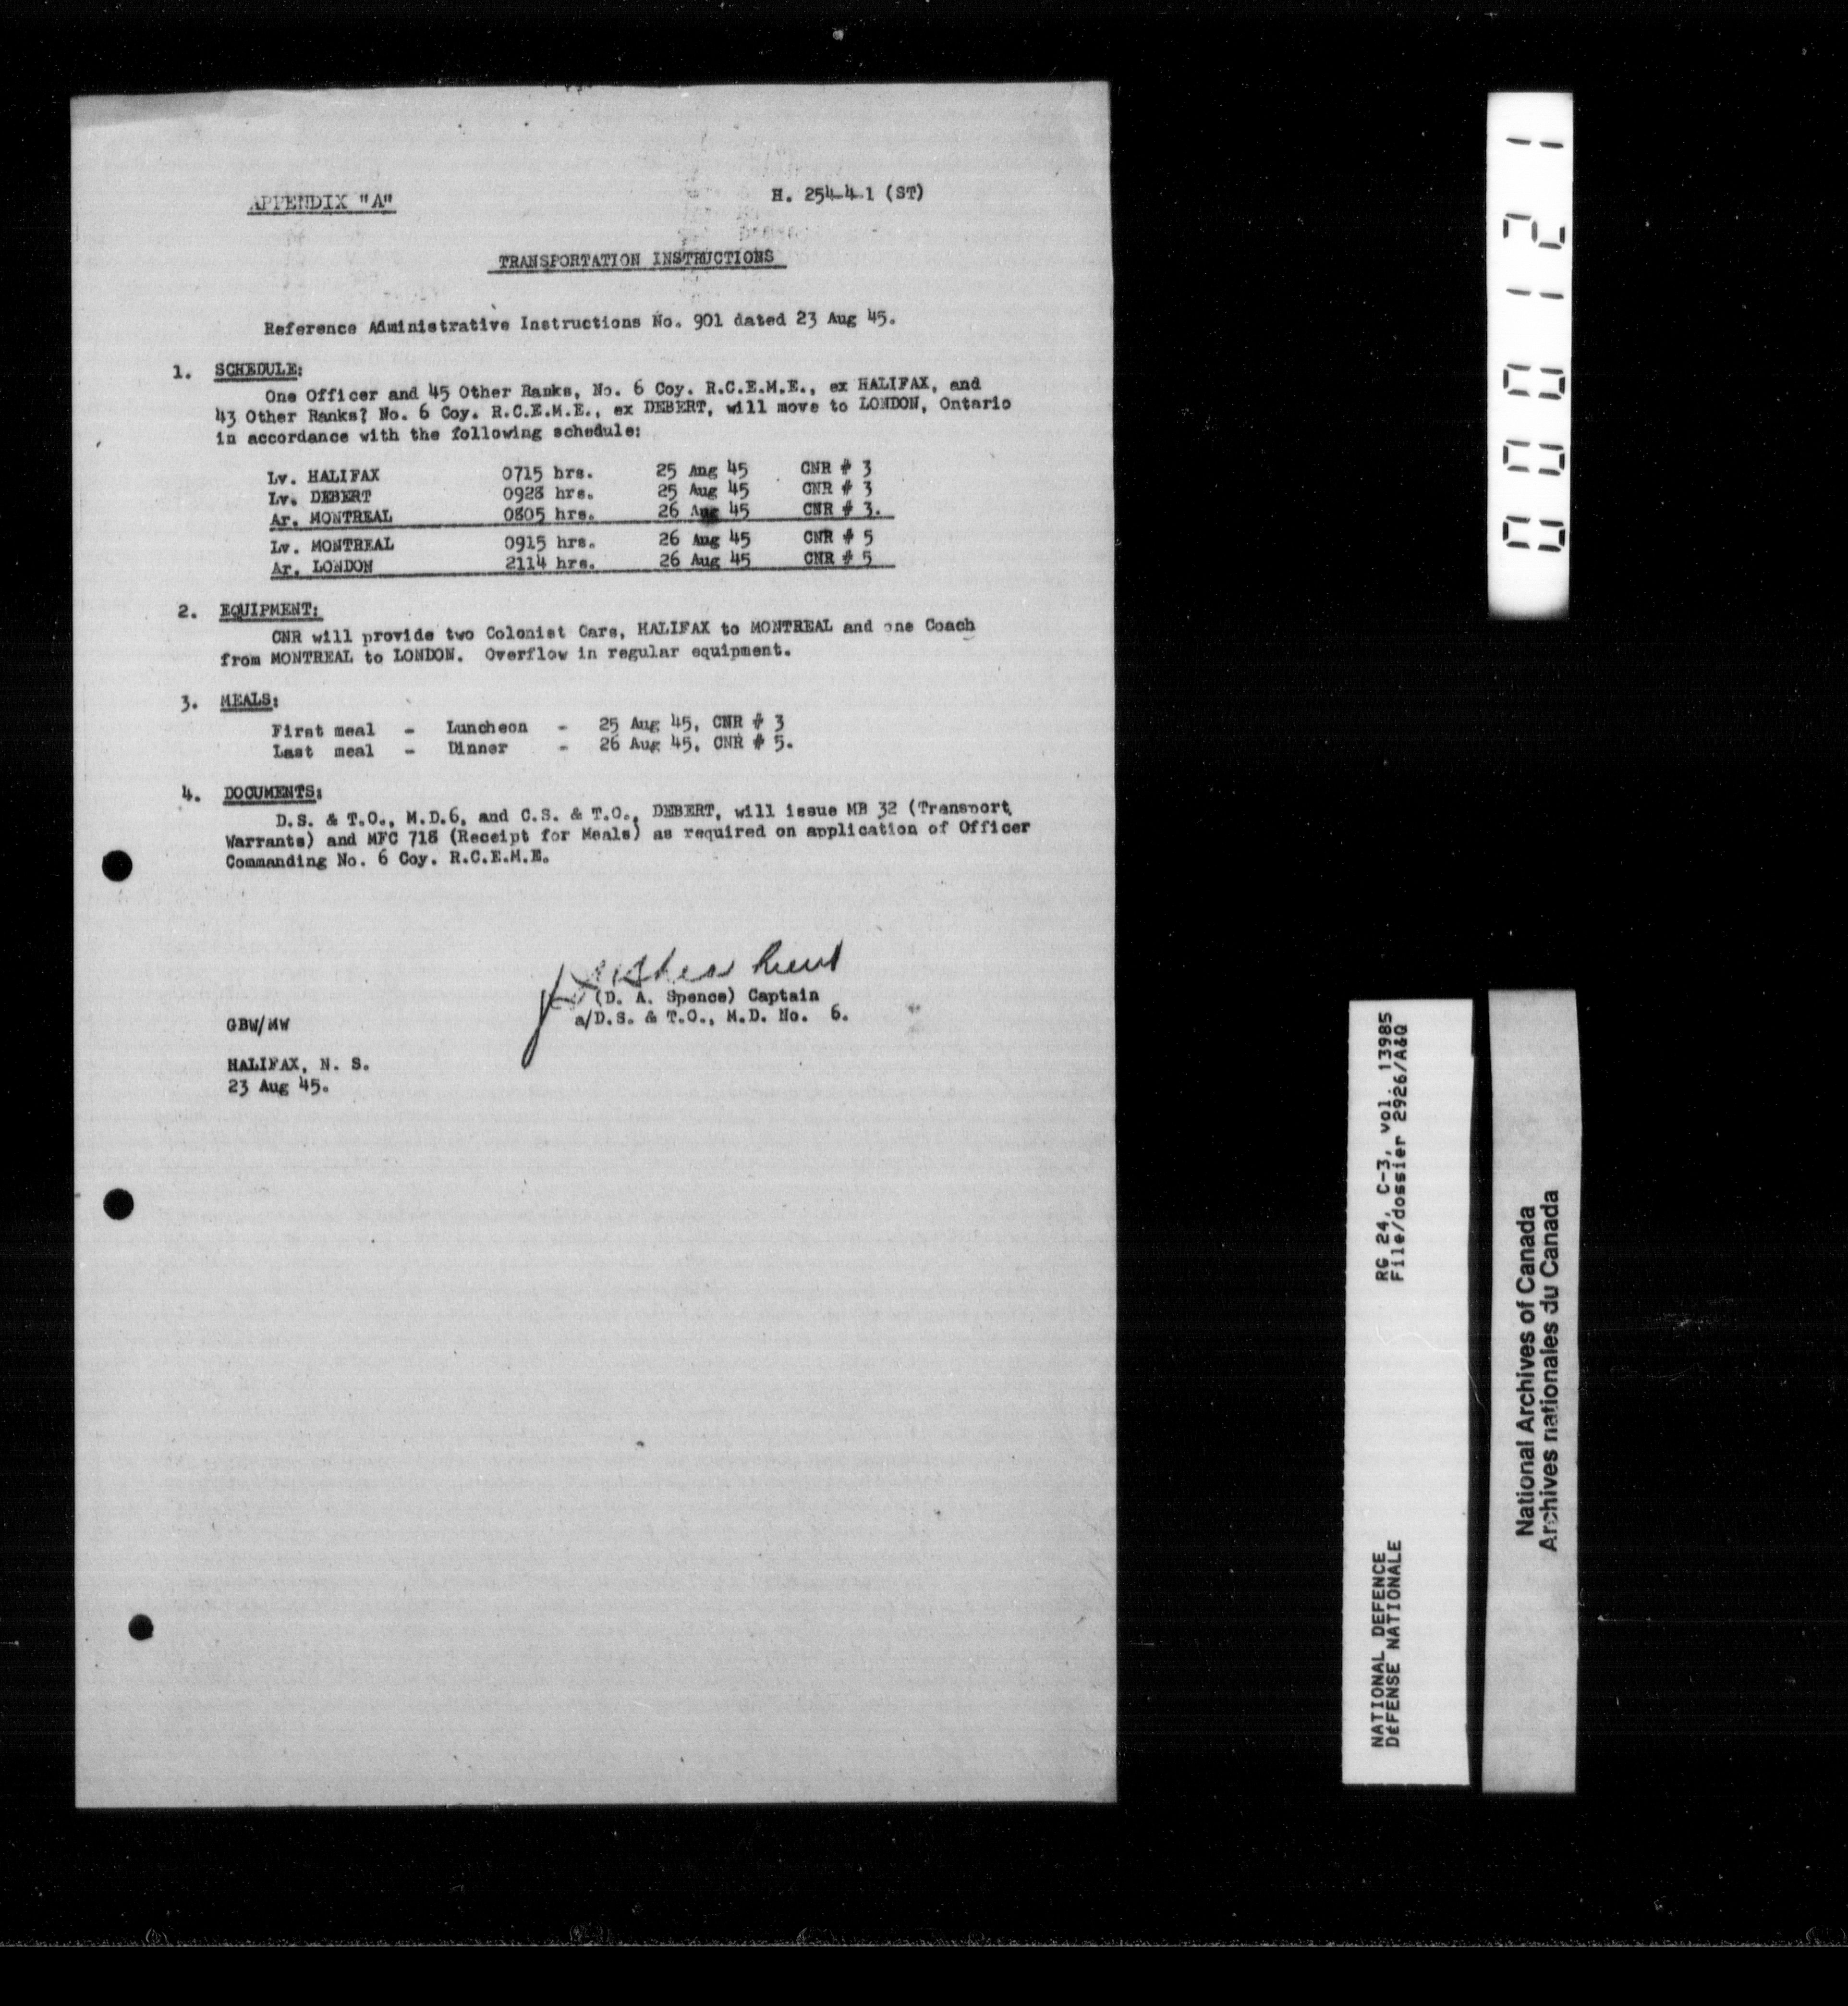 APPENDIX "A"
H. 254-4-1 (ST)
TRANSPORTATION INSTRUCTIONS
Reference Administrative Instructions No. 901 dated 23 Aug 45.
1. SCHEDULE:
One Officer and 45 Other Ranks, No. 6 Coy. R.C.E.M.E., ex HALIFAX, and
43 Other Ranks? No. 6 Coy. R.C.E.M.E., ex DEBERT, will move to LONDON, Ontario
in accordance with the following schedule:
Lv. HALIFAX 0715 hrs. 25 Aug 45 CNR # 3
Lv. DEBERT 0928 hrs. 25 Aug 45 CNR # 3
Ar. MONTREAL 0805 hrs. 26 Aug 45 CNR # 3.
Lv. MONTREAL 0915 hrs. 26 Aug 45 CNR # 5
Ar. LONDON 2114 hrs. 26 Aug 45 CNR # 5
2. EQUIPMENT:
CNR will provide two Colonist Cars, HALIFAX to MONTREAL and one Coach
from MONTREAL to LONDON. Overflow in regular equipment.
3. MEALS:
First meal - Luncheon - 25 Aug 45, CNR # 3
Last meal - Dinner - 26 Aug 45, CNR # 5.
4. DOCUMENTS:
D.S. & T.O., M.D.6, and C.S. & T.O., DEBERT, will issue MB 32 (Transport
Warrants) and MFC 718 (Receipt for Meals) as required on application of Officer
Commanding No. 6 Coy. R.C.E.M.E.
(D. A. Spence) Captain
a/D.S. & T.O., M.D. No. 6.
GBW/MW
HALIFAX, N. S.
23 Aug 45.
000121
RG 24, C-3, vol. 13985
File/dossier 2926/A&Q
NATIONAL DEFENCE
DéFENSE NATIONALE
National Archives of Canada
Archives nationales du Canada